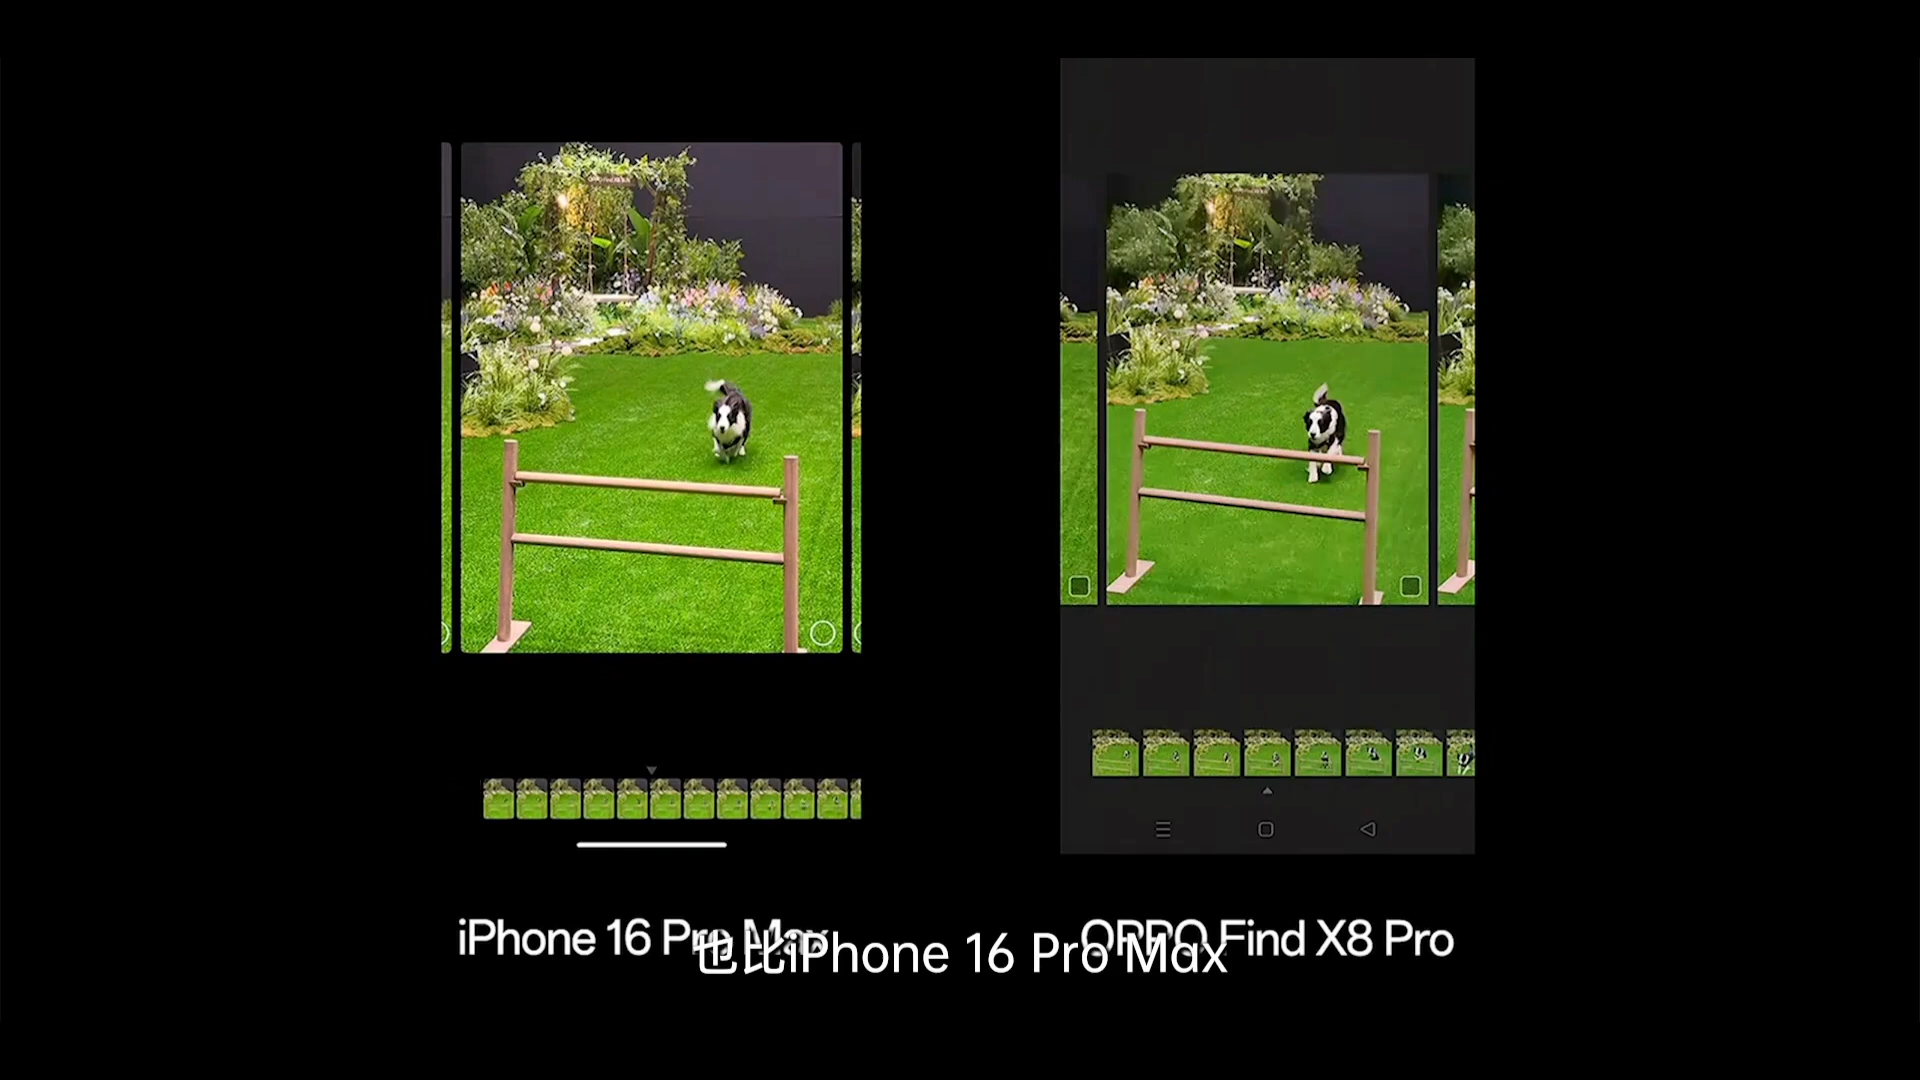 iPhone 16 Pro Max
OPPO Find X8 Pro
也比iPhone 16 Pro Max